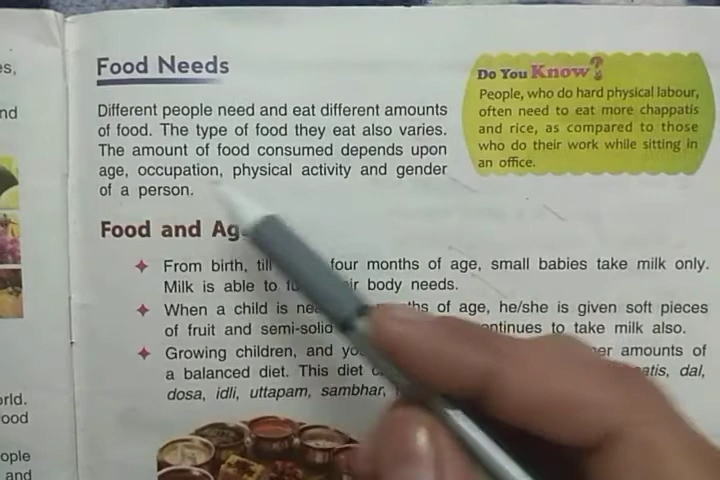 es,
nd
orld.
ood
ople
and
Food Needs
Different people need and eat different amounts
of food. The type of food they eat also varies.
The amount of food consumed depends upon
age, occupation, physical activity and gender
of a person.
Do You Know?
People, who do hard physical labour,
often need to eat more chappatis
and rice, as compared to those
who do their work while sitting in
an office.
Food and Ag
From birth, till four months of age, small babies take milk only.
Milk is able to body needs.
When a child is of age, he/she is given soft pieces
of fruit and semi-solid continues to take milk also.
Growing children, and amounts of
a balanced diet. This diet dal,
dosa, idli, uttapam, sambhar,